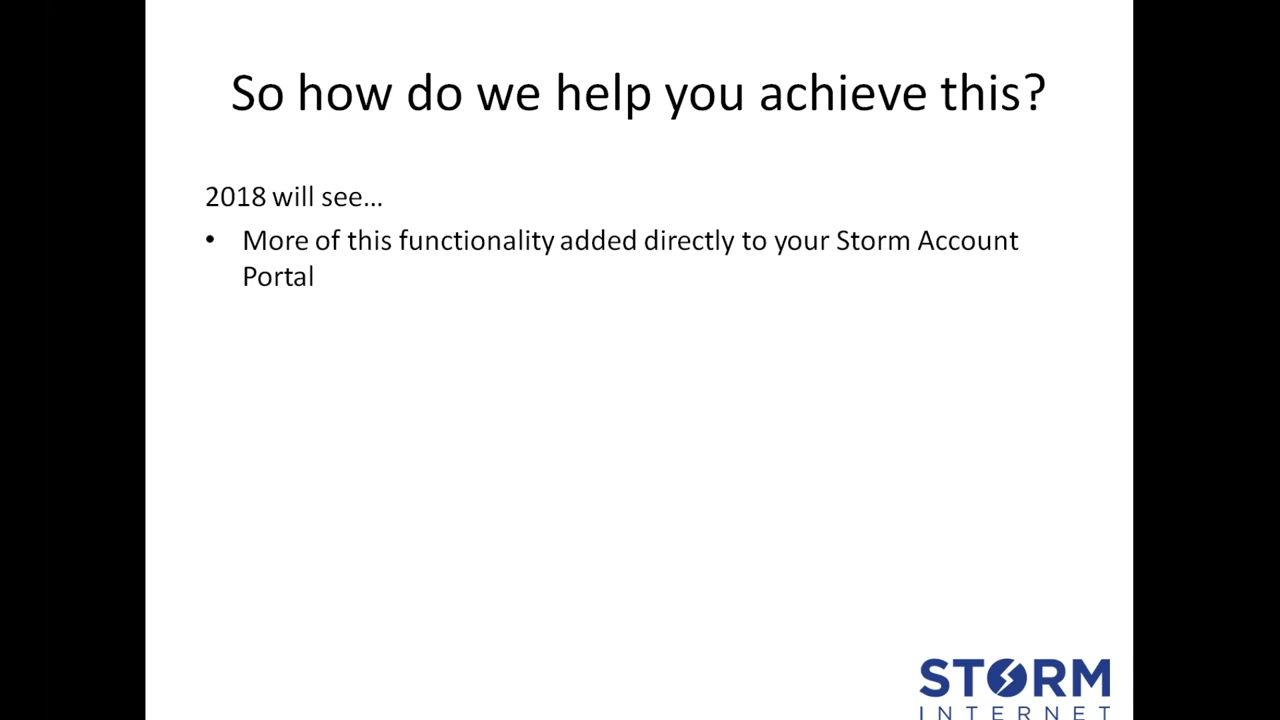 So how do we help you achieve this?
2018 will see...
• More of this functionality added directly to your Storm Account
Portal
STORM
INTERNET